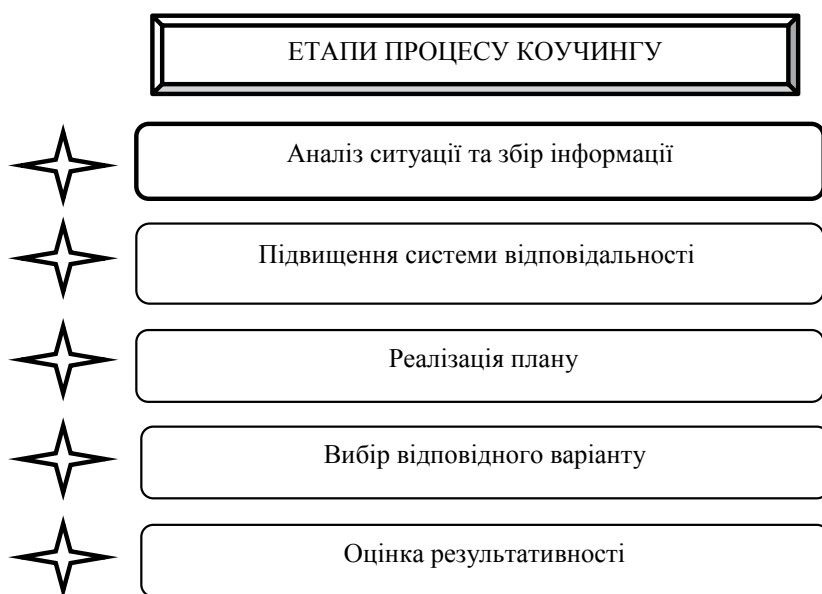 ЕТАПИ ПРОЦЕСУ КОУЧИНГУ
Аналіз ситуації та збір інформації
Підвищення системи відповідальності
Реалізація плану
Вибір відповідного варіанту
Оцінка результативності